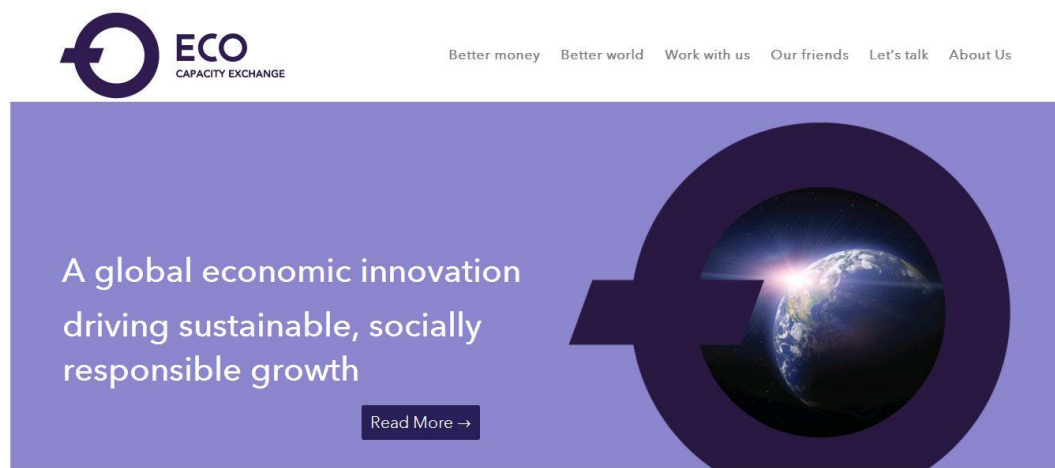 ECO
CAPACITY EXCHANGE
Better money Better world Work with us Our friends Let's talk About Us
A global economic innovation
driving sustainable, socially
responsible growth
Read More →